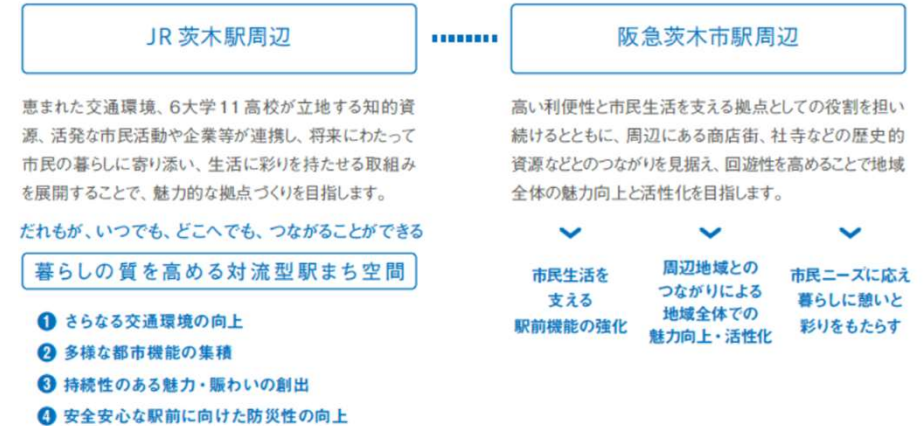 JR 茨木駅周辺
恵まれた交通環境、6大学11高校が立地する知的資
源、活発な市民活動や企業等が連携し、将来にわたって
市民の暮らしに寄り添い、生活に彩りを持たせる取組み
を展開することで、魅力的な拠点づくりを目指します。
だれもが、いつでも、どこへでも、つながることができる
暮らしの質を高める対流型駅まち空間
1 さらなる交通環境の向上
2 多様な都市機能の集積
3 持続性のある魅力・賑わいの創出
4 安全安心な駅前に向けた防災性の向上
阪急茨木市駅周辺
高い利便性と市民生活を支える拠点としての役割を担い
続けるとともに、周辺にある商店街、社寺などの歴史的
資源などとのつながりを見据え、回遊性を高めることで地域
全体の魅力向上と活性化を目指します。
市民生活を
支える
駅前機能の強化
周辺地域との
つながりによる
地域全体での
魅力向上・活性化
市民ニーズに応え
暮らしに憩いと
彩りをもたらす